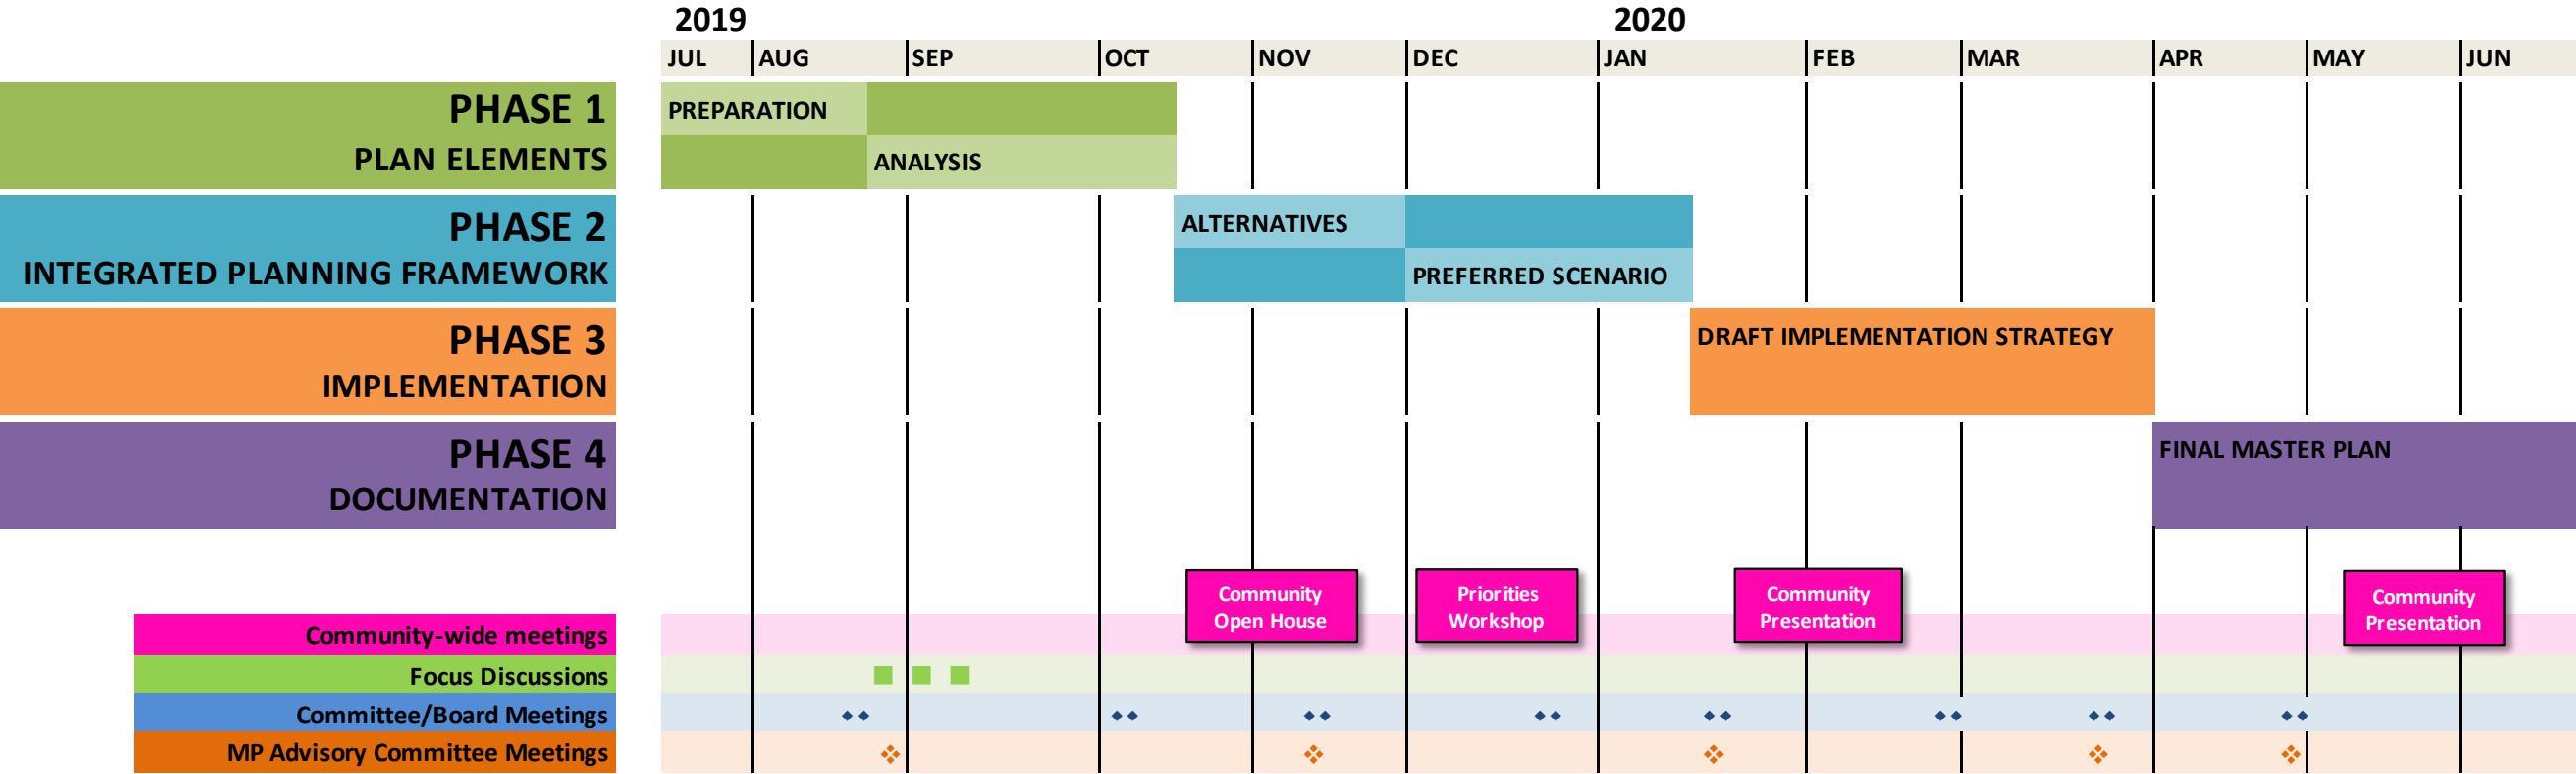 2019 2020
JUL AUG SEP OCT NOV DEC JAN FEB MAR APR MAY JUN
PHASE 1
PLAN ELEMENTS
PREPARATION
ANALYSIS
PHASE 2
INTEGRATED PLANNING FRAMEWORK
ALTERNATIVES
PREFERRED SCENARIO
PHASE 3
IMPLEMENTATION
DRAFT IMPLEMENTATION STRATEGY
PHASE 4
DOCUMENTATION
FINAL MASTER PLAN
Community
Open House
Priorities
Workshop
Community
Presentation
Community
Presentation
Community-wide meetings
Focus Discussions
Committee/Board Meetings
MP Advisory Committee Meetings